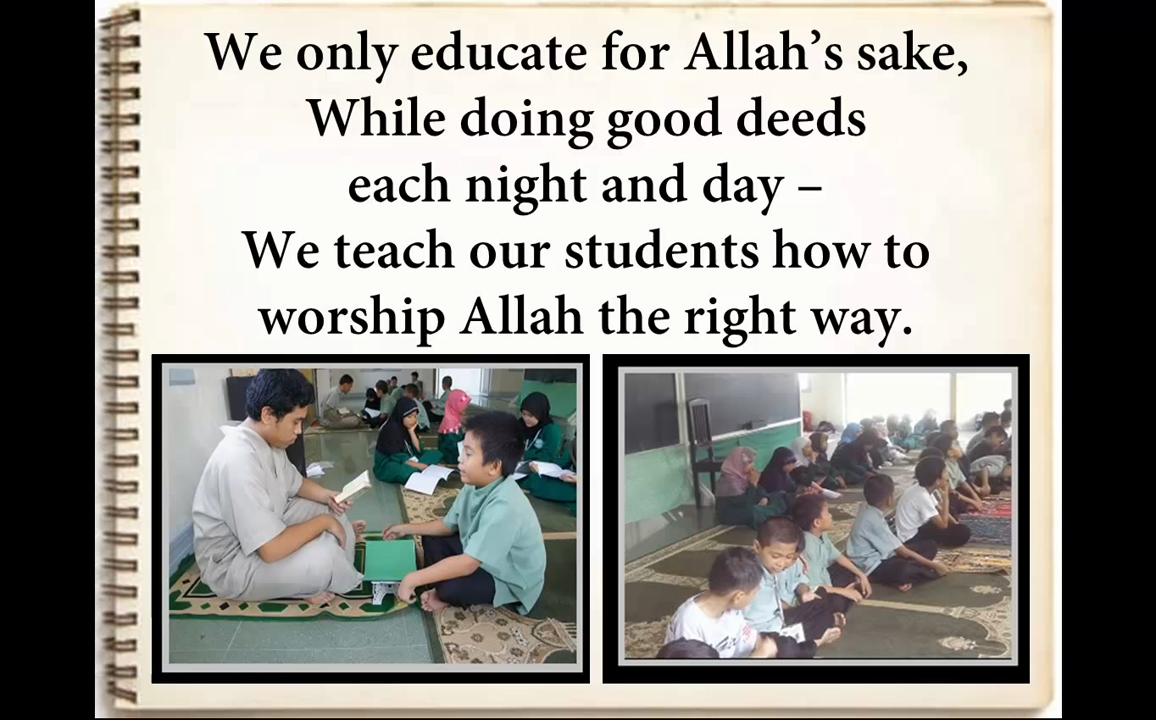 We only educate for Allah’s sake,
While doing good deeds
each night and day –
We teach our students how to
worship Allah the right way.